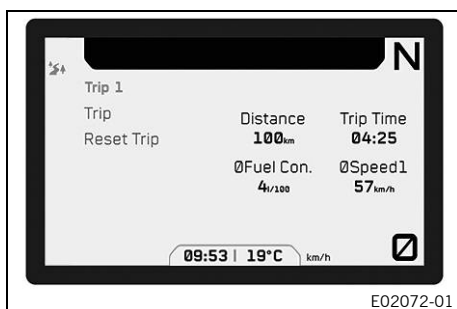 N
Trip 1
Trip
Reset Trip
Distance
100km
Trip Time
04:25
ØFuel Con.
4l/100
ØSpeed1
57km/h
0
09:53 | 19°C km/h
E02072-01